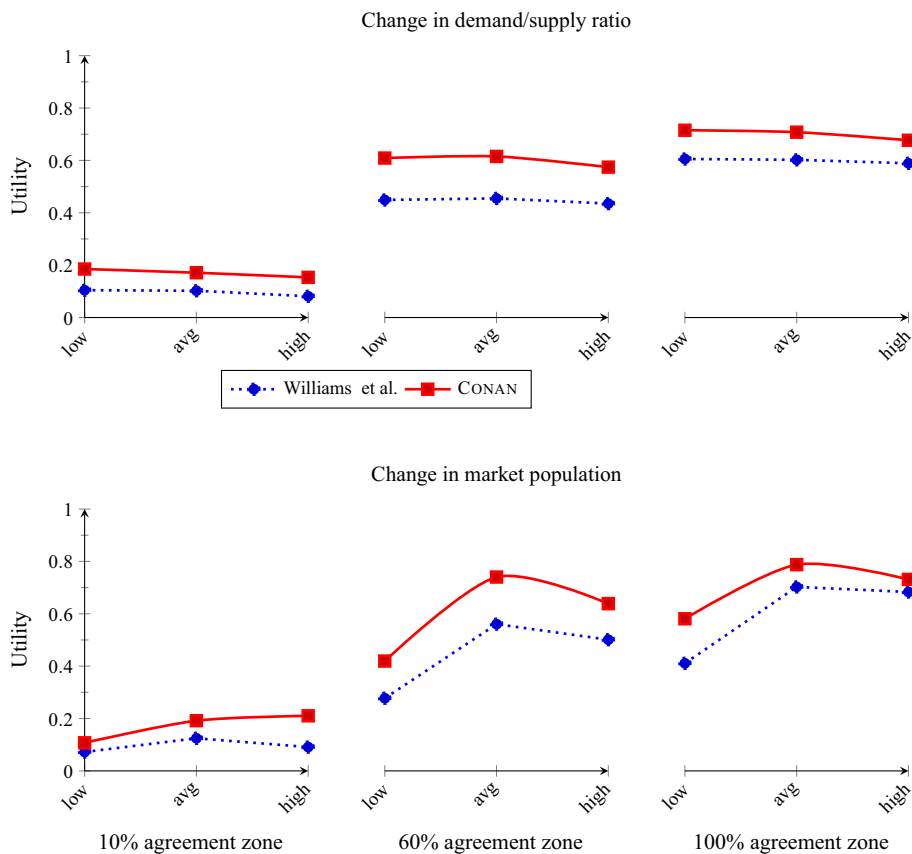 Change in demand/supply ratio
1
0.8
0.6
0.4
0.2
0
Utility
low avg high low avg high low avg high
Williams et al. CONAN
Change in market population
1
0.8
0.6
0.4
0.2
0
Utility
low avg high low avg high low avg high
10% agreement zone 60% agreement zone 100% agreement zone